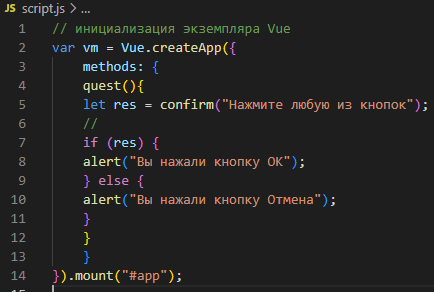 JS script.js > ...
1 // инициализация экземпляра Vue
2 var vm = Vue.createApp({
3 methods: {
4 quest(){
5 let res = confirm("Нажмите любую из кнопок");
6 //
7 if (res) {
8 alert("Вы нажали кнопку OK");
9 } else {
10 alert("Вы нажали кнопку Отмена");
11 }
12 }
13 }
14 }).mount("#app");
15